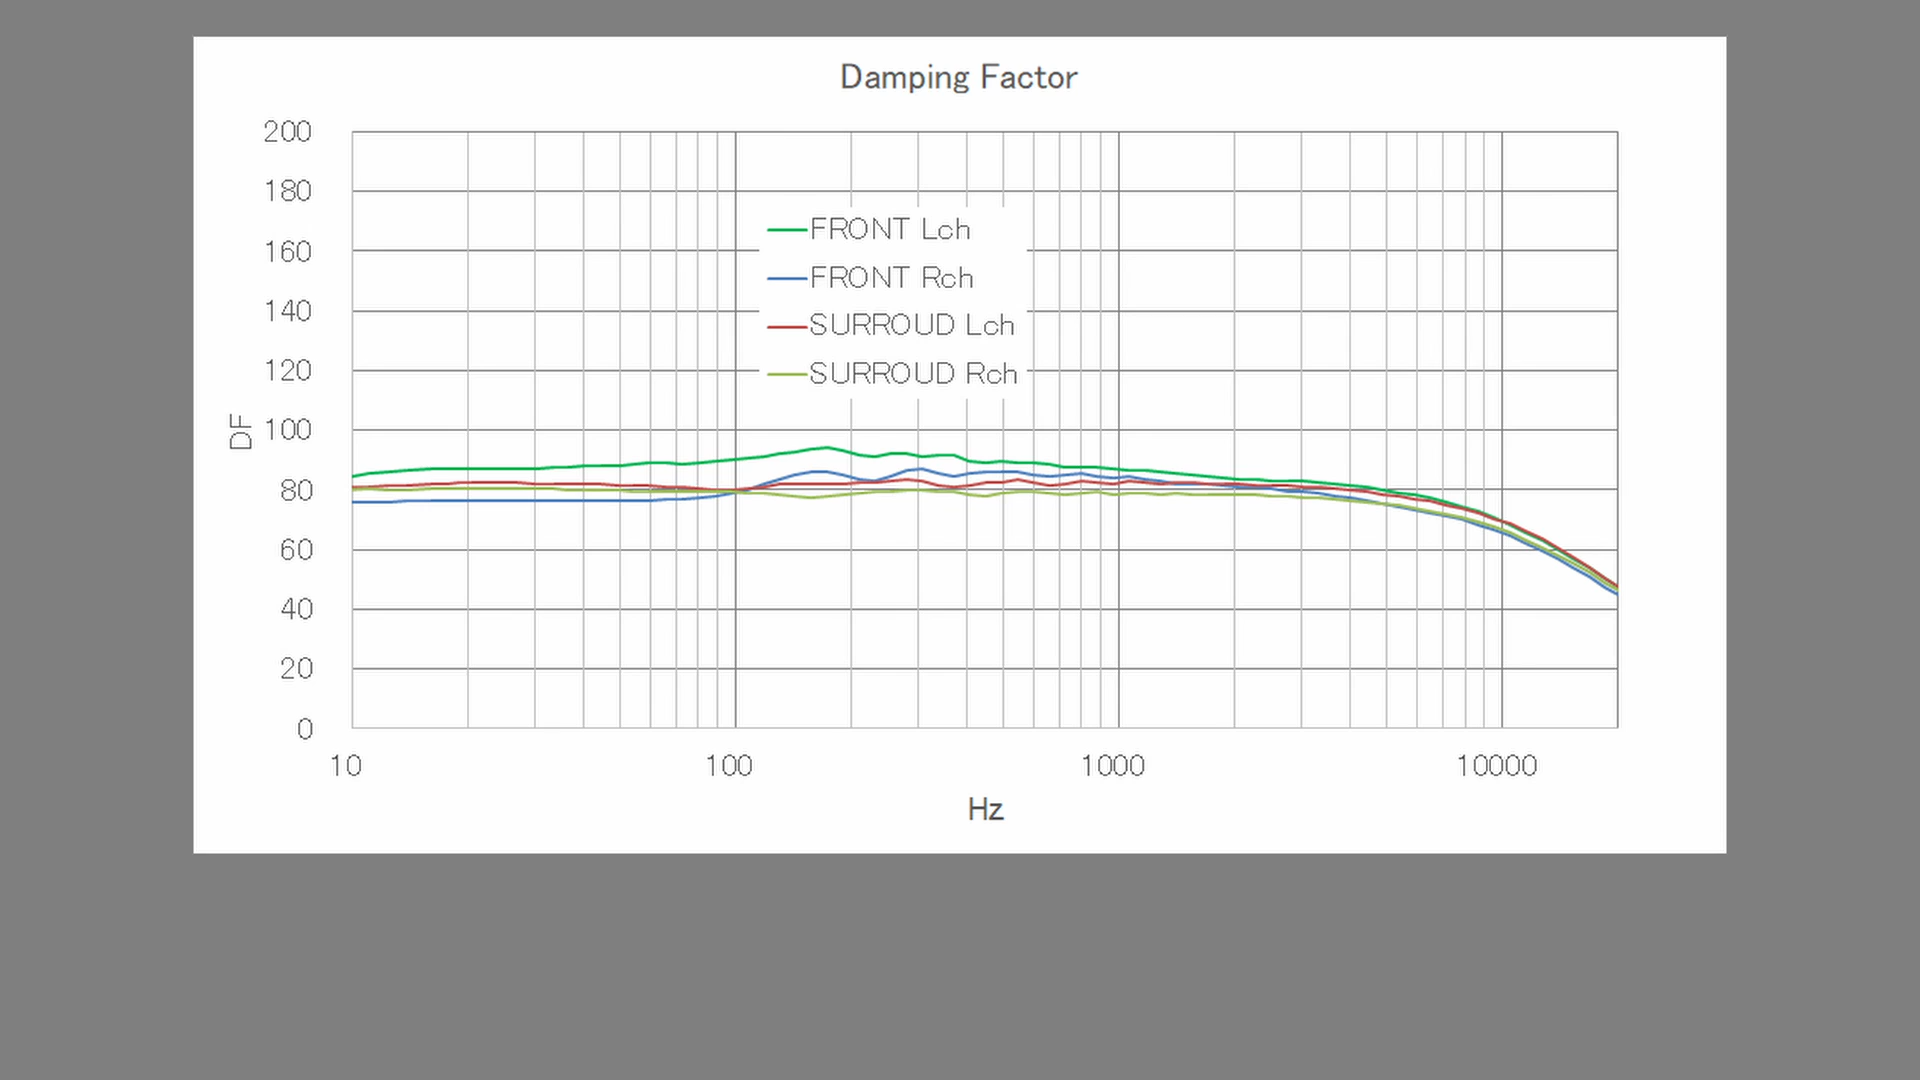 Damping Factor
200
180
160
140
120
100
80
60
40
20
0
DF
FRONT Lch
FRONT Rch
SURROUD Lch
SURROUD Rch
10 100 1000 10000
Hz